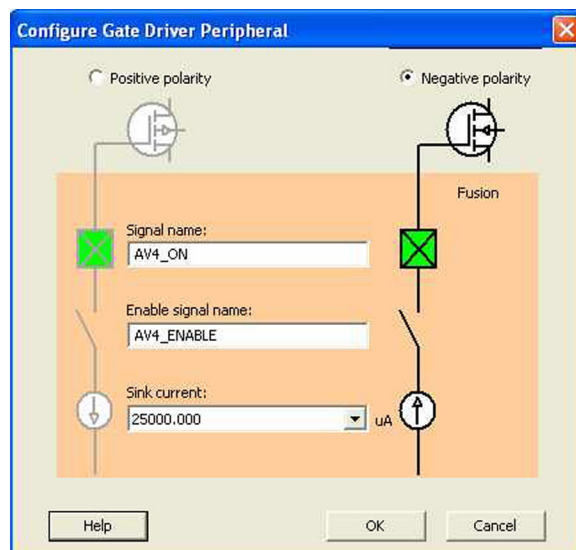 Configure Gate Driver Peripheral
Positive polarity
Negative polarity
Fusion
Signal name:
AV4_ON
Enable signal name:
AV4_ENABLE
Sink current:
25000.000
uA
Help
OK
Cancel